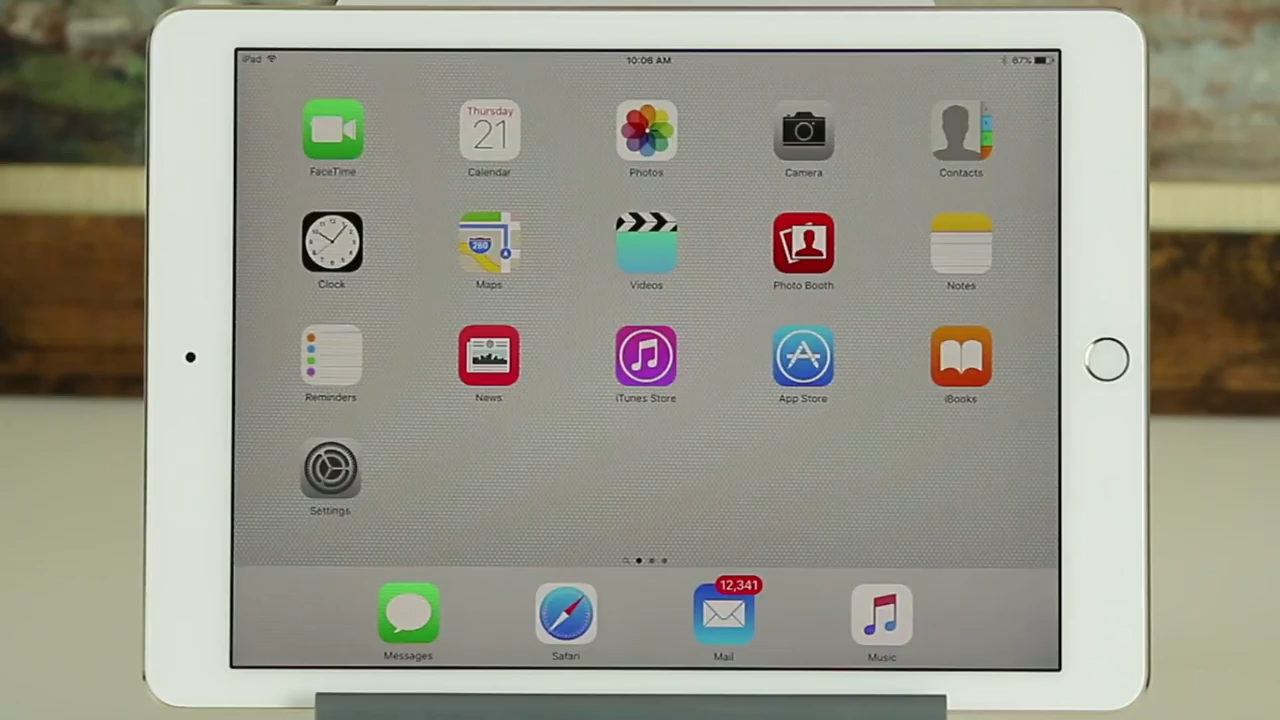 iPad 10:06 AM 67%
Thursday
21
FaceTime Calendar Photos Camera Contacts
280
Clock Maps Videos Photo Booth Notes
Reminders News iTunes Store App Store iBooks
Settings
12,341
Messages Safari Mail Music